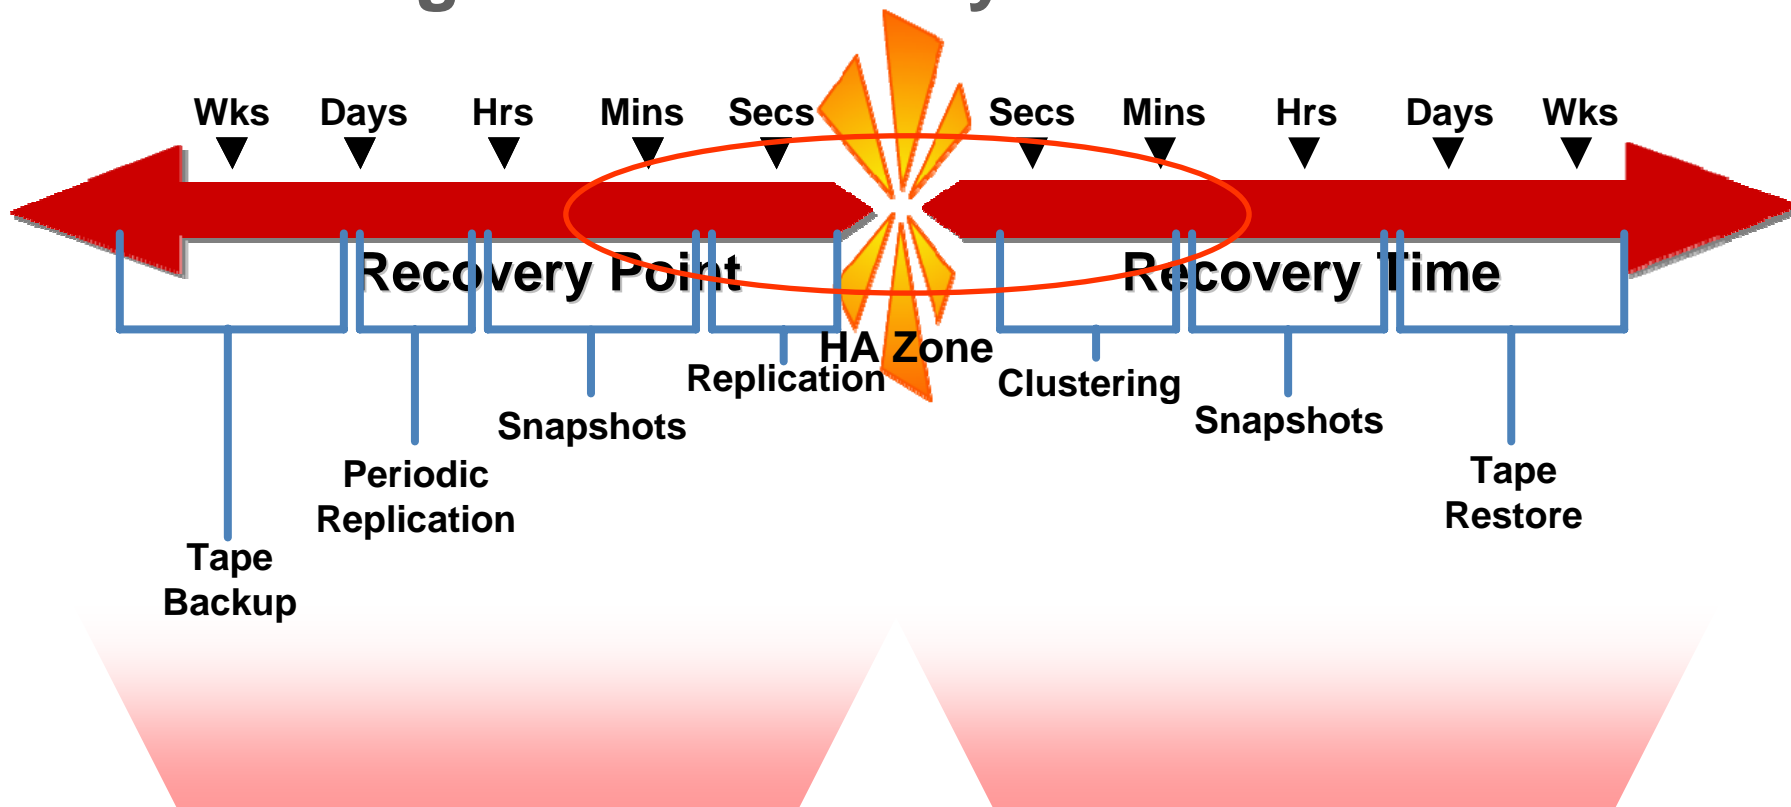 Wks Days Hrs Mins Secs Secs Mins Hrs Days Wks
Recovery Point Recovery Time
HA Zone
Replication Clustering
Snapshots Snapshots
Periodic
Replication
Tape
Restore
Tape
Backup